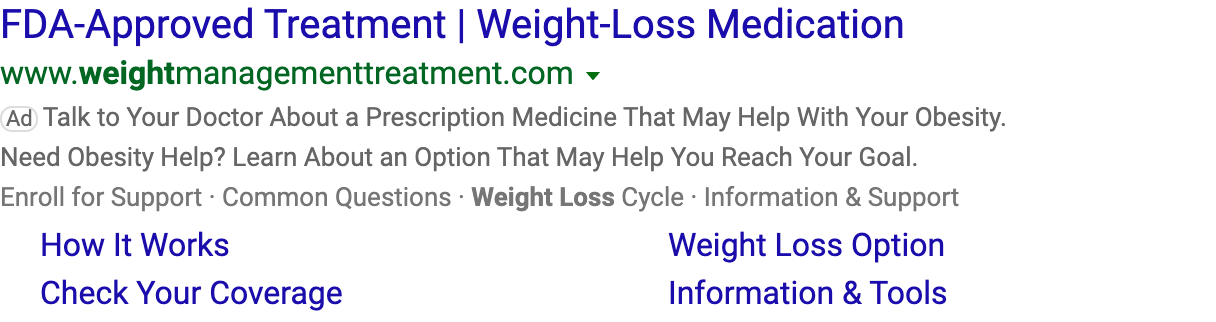 FDA-Approved Treatment | Weight-Loss Medication
www.weightmanagementtreatment.com
Ad Talk to Your Doctor About a Prescription Medicine That May Help With Your Obesity.
Need Obesity Help? Learn About an Option That May Help You Reach Your Goal.
Enroll for Support · Common Questions · Weight Loss Cycle · Information & Support
How It Works Weight Loss Option
Check Your Coverage Information & Tools